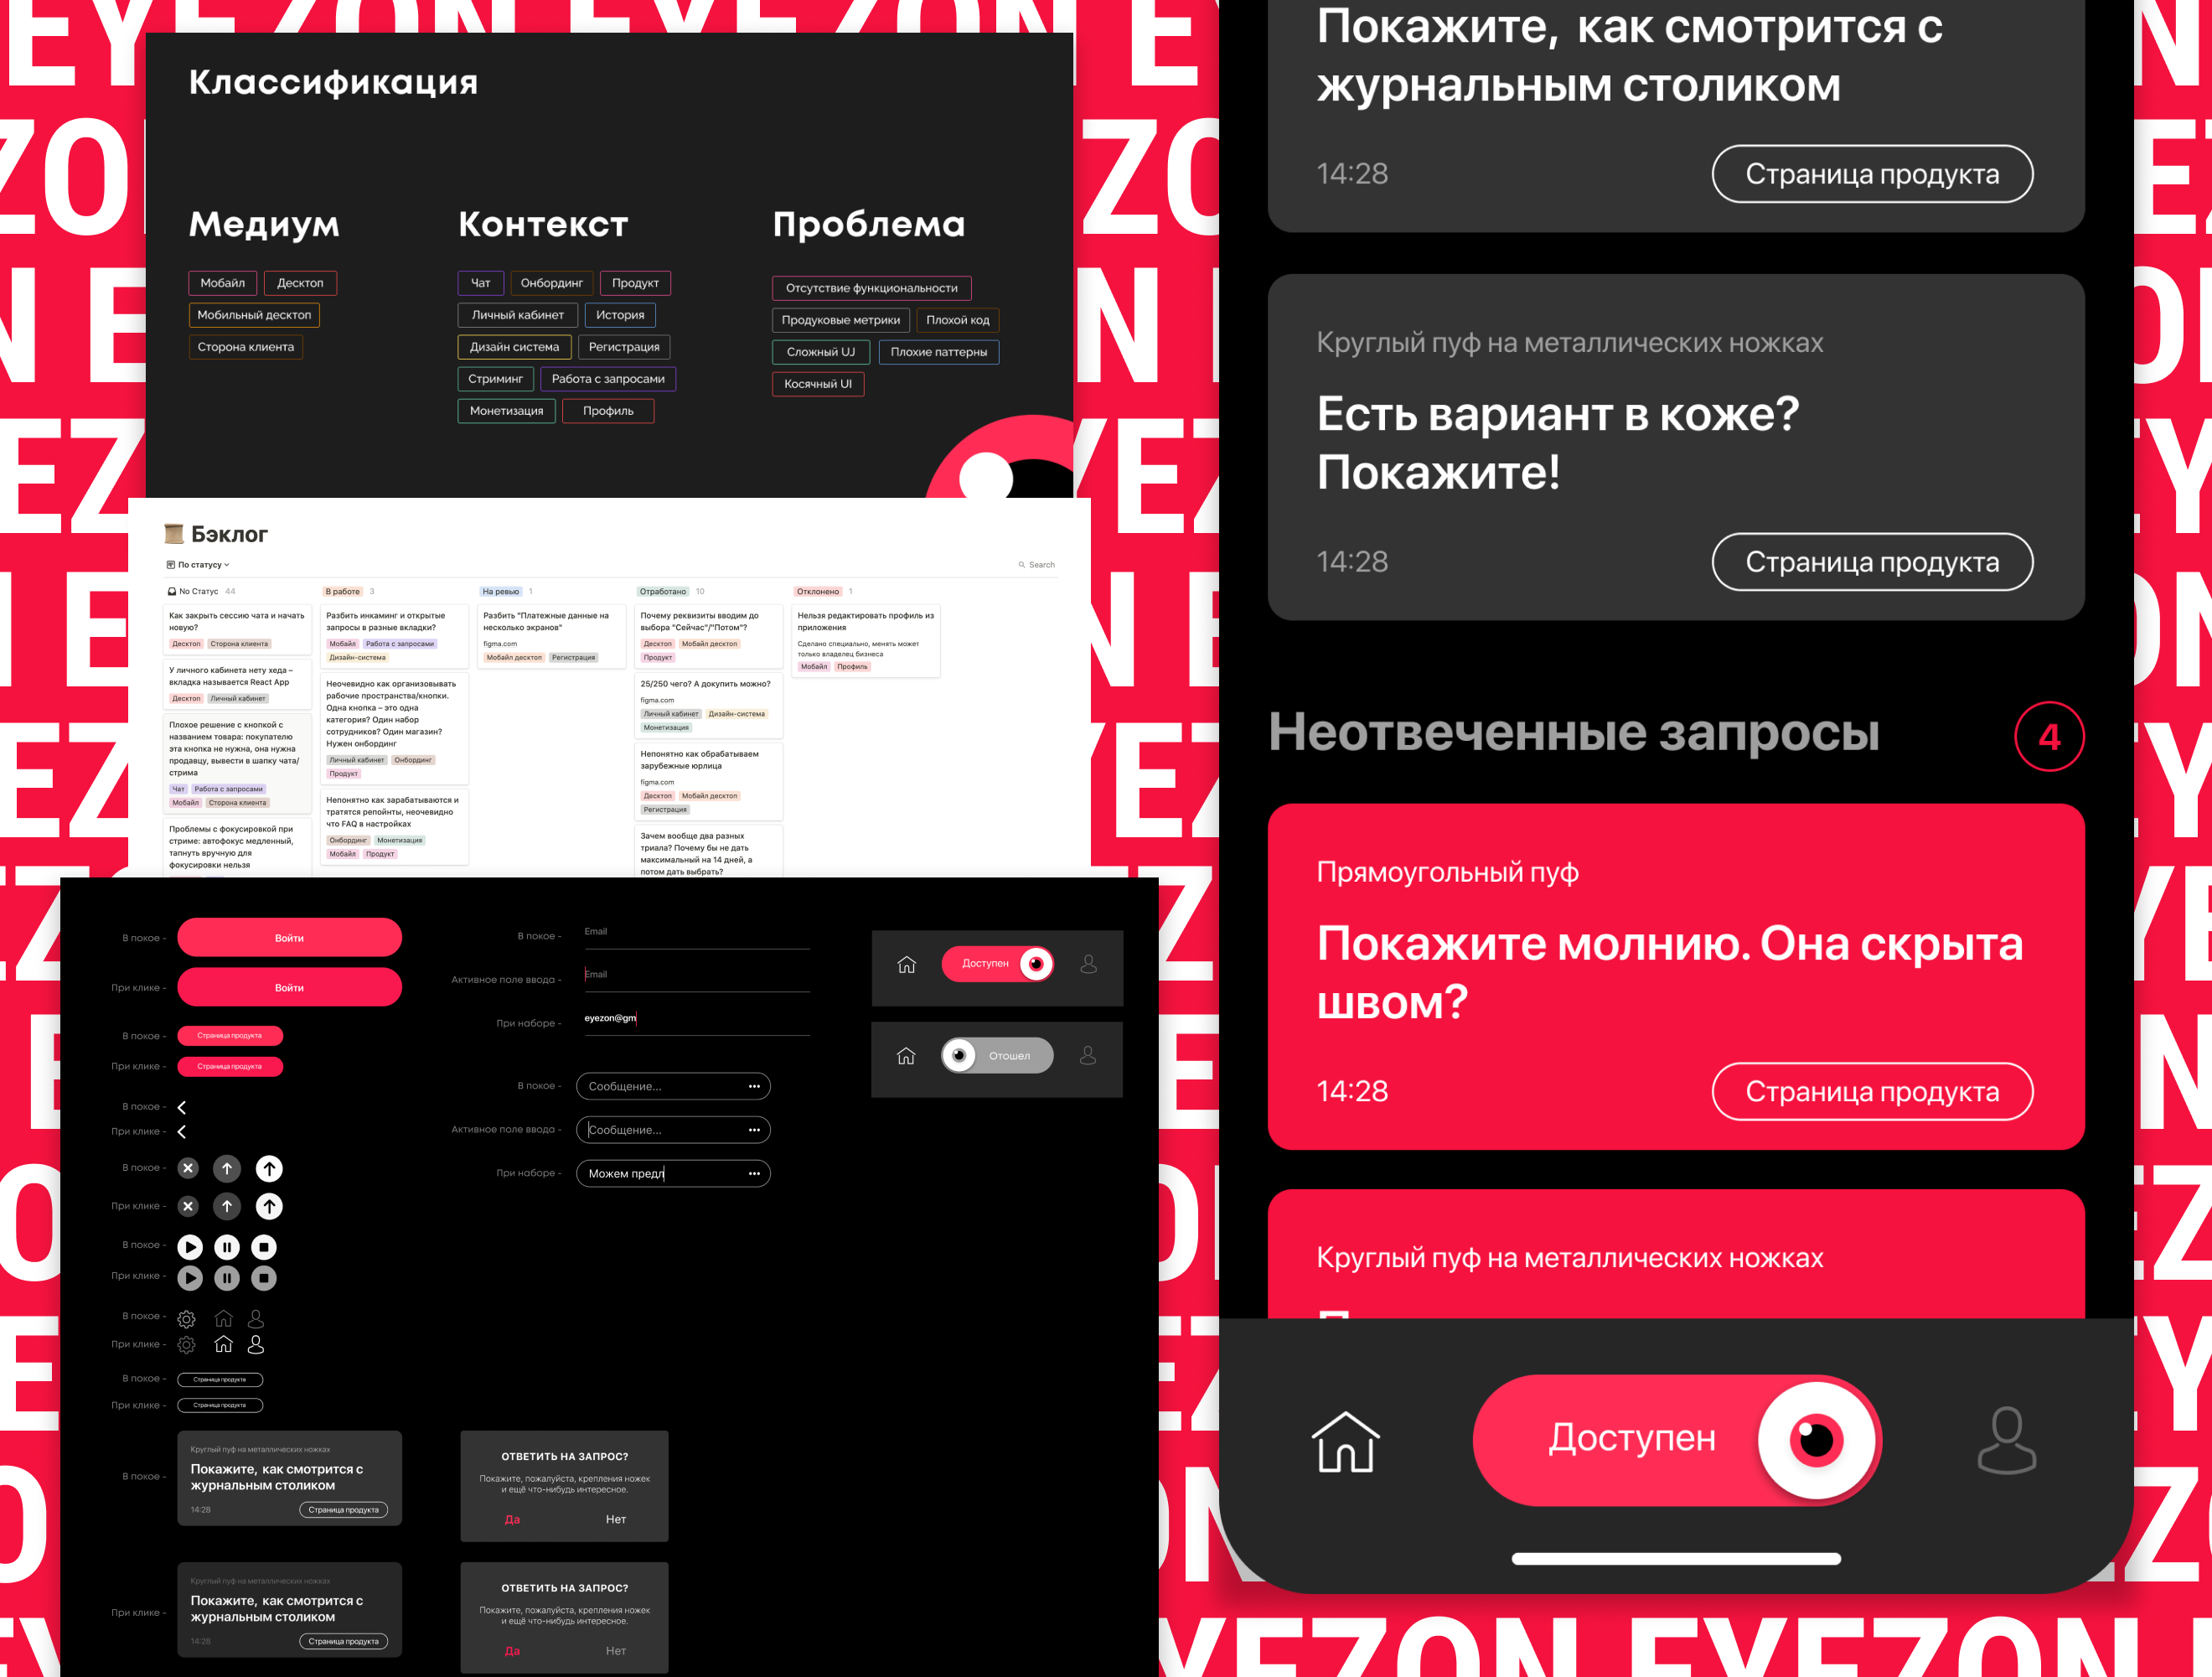 Классификация
Медиум
Мобайл Десктоп
Мобильный десктоп
Сторона клиента
Контекст
Чат Онбординг Продукт
Личный кабинет История
Дизайн система Регистрация
Стриминг Работа с запросами
Монетизация Профиль
Проблема
Отсутствие функциональности
Продуковые метрики Плохой код
Сложный UJ Плохие паттерны
Косячный UI
Бэклог
По статусу
Search
No Статус 44
Как закрыть сессию чата и начать
новую?
Десктоп Сторона клиента
У личного кабинета нету хеда –
вкладка называется React App
Десктоп Личный кабинет
Плохое решение с кнопкой с
названием товара: покупателю
эта кнопка не нужна, она нужна
продавцу, вывести в шапку чата/
стрима
Чат Работа с запросами
Мобайл Сторона клиента
Проблемы с фокусировкой при
стриме: автофокус медленный,
тапнуть вручную для
фокусировки нельзя
В работе 3
Разбить инкаминг и открытые
запросы в разные вкладки?
Мобайл Работа с запросами
Дизайн-система
Неочевидно как организовывать
рабочие пространства/кнопки.
Одна кнопка – это одна
категория? Один набор
сотрудников? Один магазин?
Нужен онбординг
Личный кабинет Онбординг
Продукт
Непонятно как зарабатываются и
тратятся репойнты, неочевидно
что FAQ в настройках
Онбординг Монетизация
Мобайл Продукт
На ревью 1
Разбить "Платежные данные на
несколько экранов"
figma.com
Мобайл десктоп Регистрация
Отработано 10
Почему реквизиты вводим до
выбора "Сейчас"/"Потом"?
Десктоп Мобайл десктоп
Продукт
25/250 чего? А докупить можно?
figma.com
Личный кабинет Дизайн-система
Монетизация
Непонятно как обрабатываем
зарубежные юрлица
figma.com
Десктоп Мобайл десктоп
Регистрация
Зачем вообще два разных
триала? Почему бы не дать
максимальный на 14 дней, а
потом дать выбрать?
Отклонено 1
Нельзя редактировать профиль из
приложения
Сделано специально, менять может
только владелец бизнеса
Мобайл Профиль
В покое - Войти
При клике - Войти
В покое - Страница продукта
При клике - Страница продукта
В покое -
При клике -
В покое -
При клике -
В покое -
При клике -
В покое -
При клике -
В покое - Страница продукта
При клике - Страница продукта
В покое -
Круглый пуф на металлических ножках
Покажите, как смотрится с
журнальным столиком
14:28 Страница продукта
При клике -
Круглый пуф на металлических ножках
Покажите, как смотрится с
журнальным столиком
14:28 Страница продукта
В покое - Email
Активное поле ввода - Email
При наборе - eyezon@gm
В покое - Сообщение...
Активное поле ввода - Сообщение...
При наборе - Можем предл
ОТВЕТИТЬ НА ЗАПРОС?
Покажите, пожалуйста, крепления ножек
и ещё что-нибудь интересное.
Да Нет
ОТВЕТИТЬ НА ЗАПРОС?
Покажите, пожалуйста, крепления ножек
и ещё что-нибудь интересное.
Да Нет
Доступен
Отошел
Покажите, как смотрится с
журнальным столиком
14:28 Страница продукта
Круглый пуф на металлических ножках
Есть вариант в коже?
Покажите!
14:28 Страница продукта
Неотвеченные запросы 4
Прямоугольный пуф
Покажите молнию. Она скрыта
швом?
14:28 Страница продукта
Круглый пуф на металлических ножках
Доступен
EYEZON EYEZON